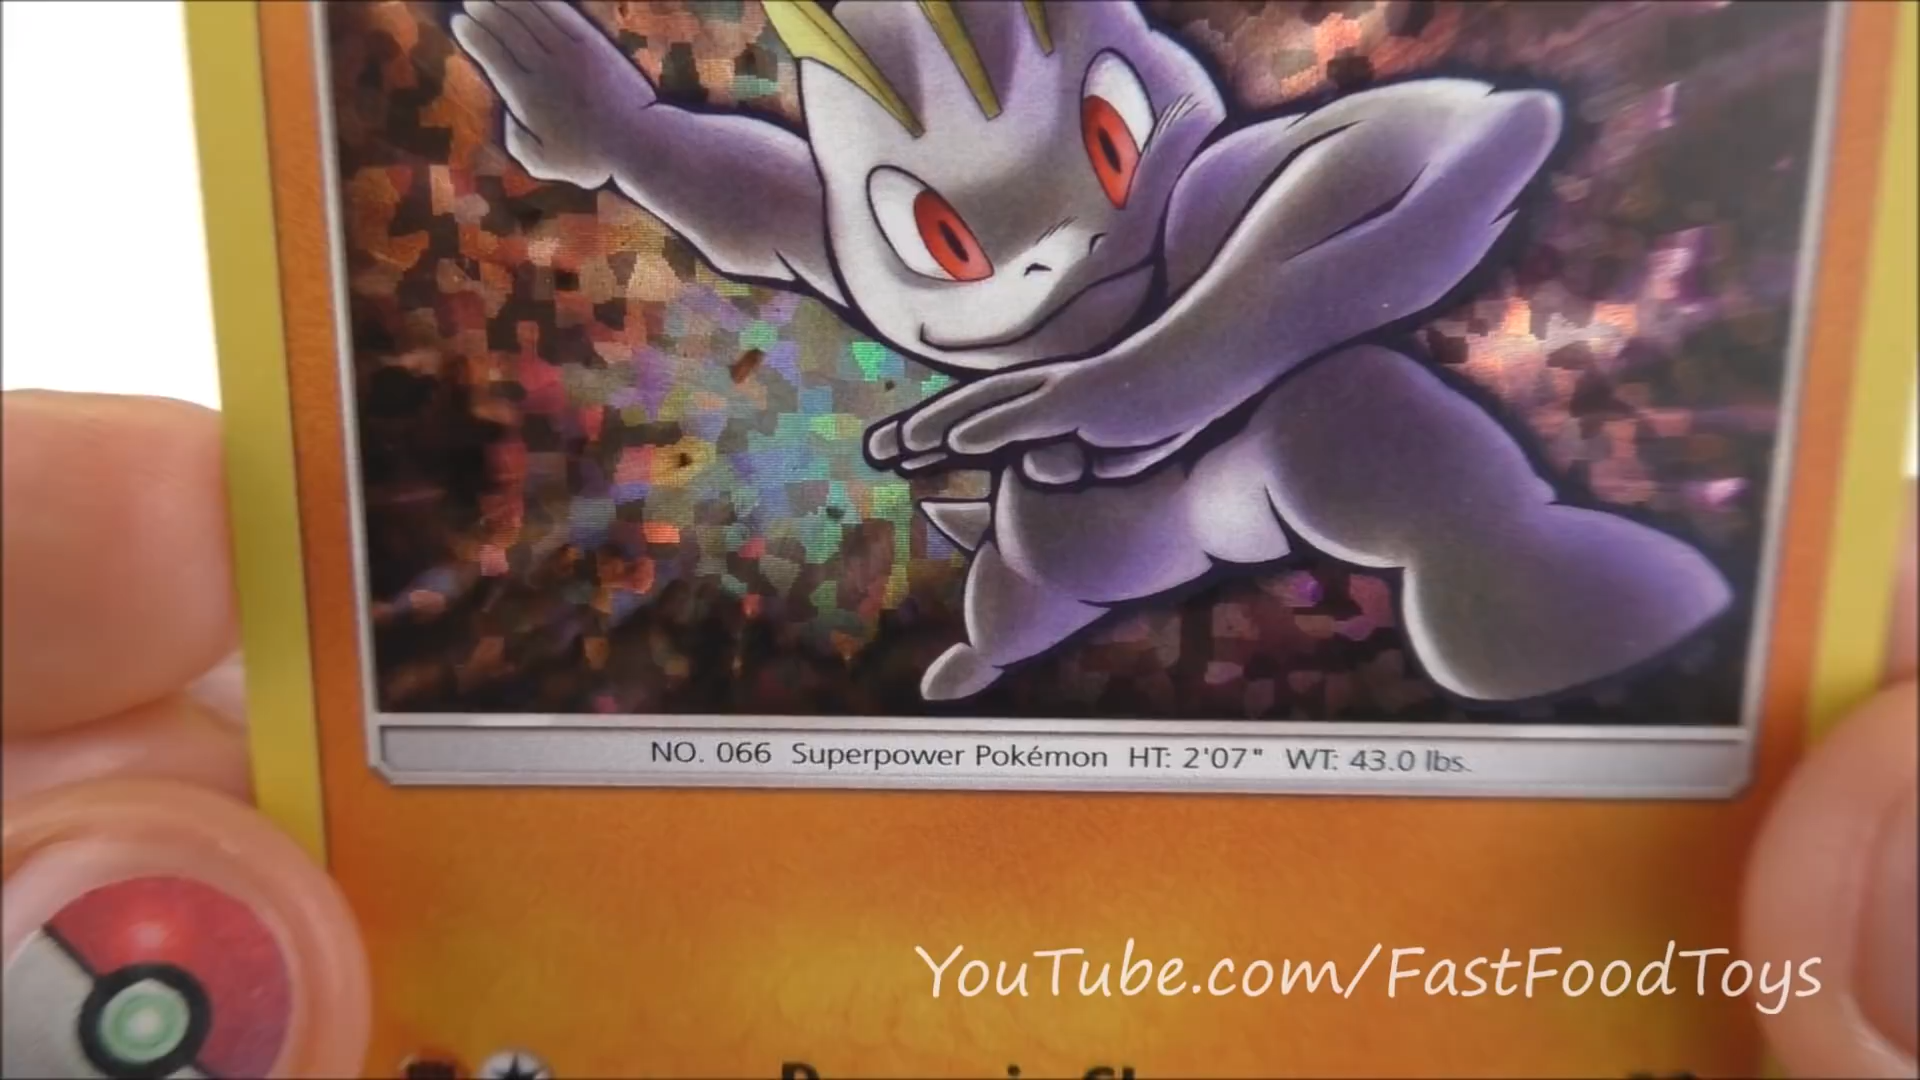 NO. 066 Superpower Pokémon HT: 2'07" WT: 43.0 lbs.
YouTube.com/FastFoodToys